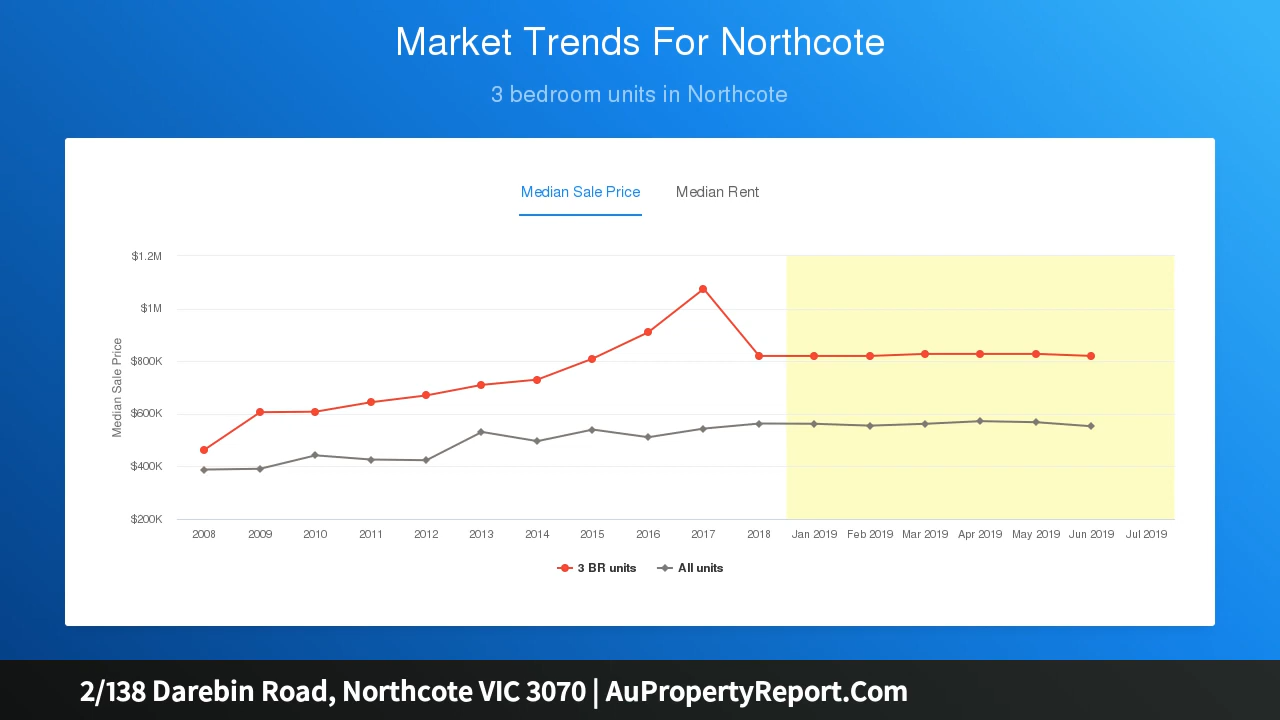 Market Trends For Northcote
3 bedroom units in Northcote
Median Sale Price Median Rent
$1.2M
$1M
$800K
$600K
$400K
$200K
Median Sale Price
2008 2009 2010 2011 2012 2013 2014 2015 2016 2017 2018 Jan 2019 Feb 2019 Mar 2019 Apr 2019 May 2019 Jun 2019 Jul 2019
3 BR units All units
2/138 Darebin Road, Northcote VIC 3070 | AuPropertyReport.Com